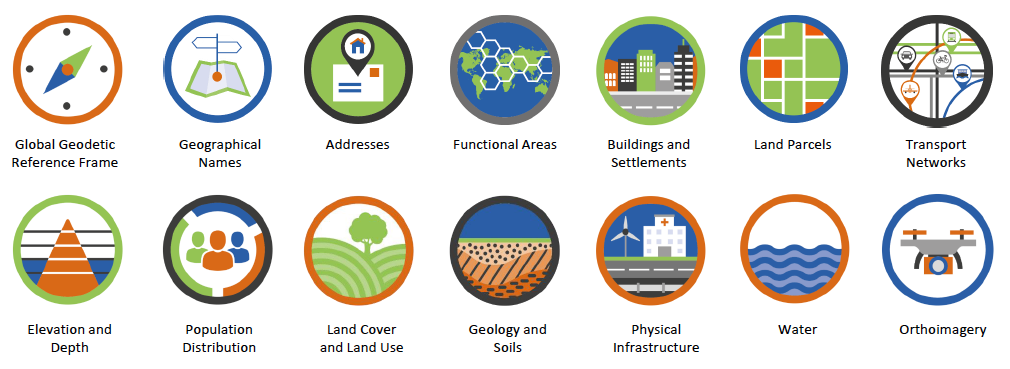 Global Geodetic
Reference Frame
Geographical
Names
Addresses
Functional Areas
Buildings and
Settlements
Land Parcels
Transport
Networks
Elevation and
Depth
Population
Distribution
Land Cover
and Land Use
Geology and
Soils
Physical
Infrastructure
Water
Orthoimagery